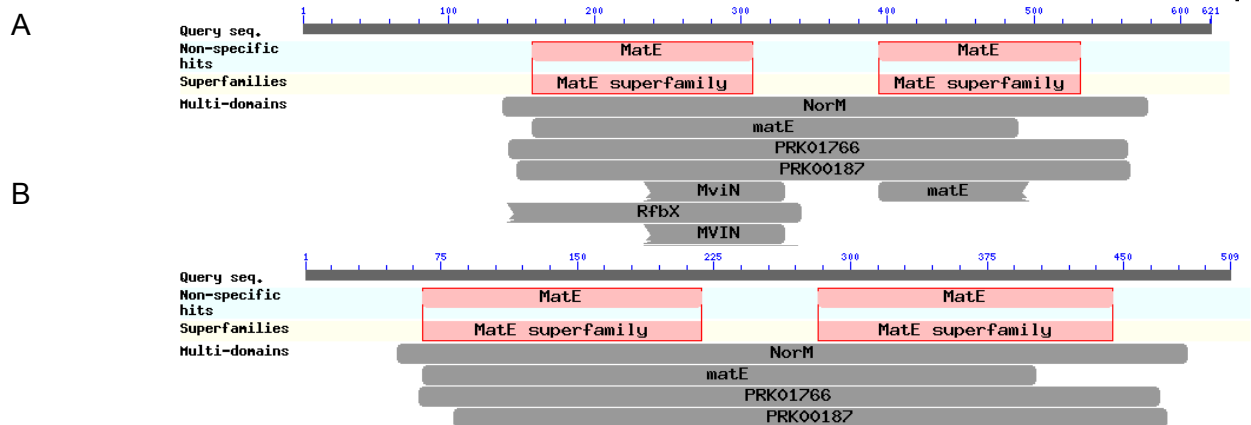 A
1 100 200 300 400 500 600 621
Query seq.
Non-specific MatE MatE
hits
Superfamilies MatE superfamily MatE superfamily
Multi-domains NorM
matE
PRK01766
PRK00187
B MviN matE
RfbX
MVIN
1 75 150 225 300 375 450 509
Query seq.
Non-specific MatE MatE
hits
Superfamilies MatE superfamily MatE superfamily
Multi-domains NorM
matE
PRK01766
PRK00187